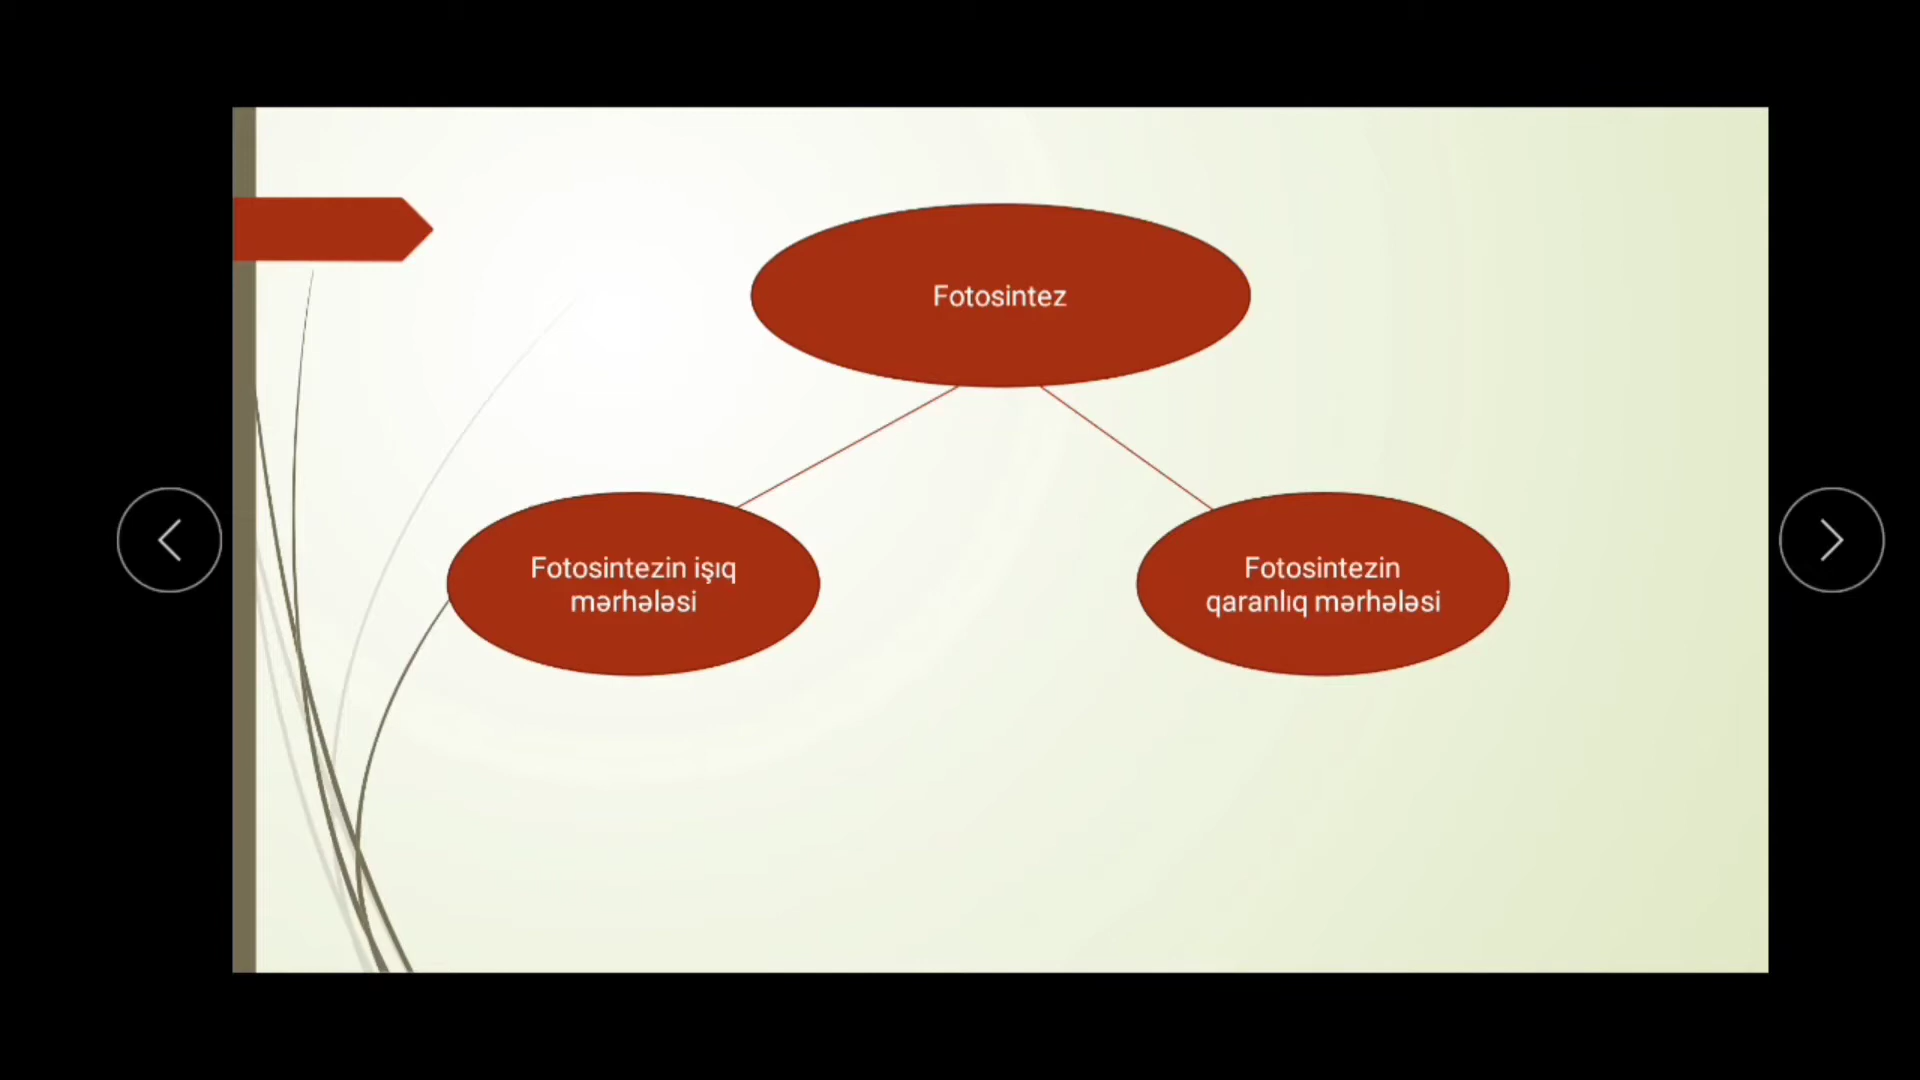 Fotosintez
Fotosintezin işıq
mərhələsi
Fotosintezin
qaranlıq mərhələsi